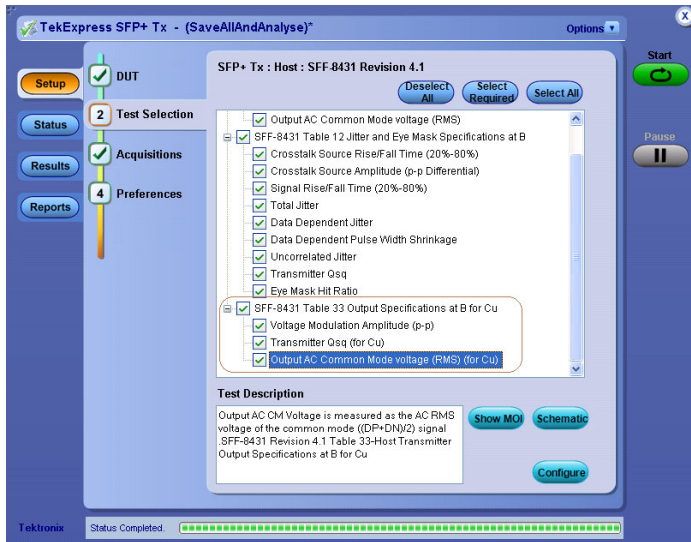 TekExpress SFP+ Tx - (SaveAllAndAnalyse)*
Options
x
Start
Setup
DUT
SFP+ Tx : Host : SFF-8431 Revision 4.1
Deselect All
Select Required
Select All
2 Test Selection
Output AC Common Mode voltage (RMS)
Status
SFF-8431 Table 12 Jitter and Eye Mask Specifications at B
Pause
Acquisitions
Crosstalk Source Rise/Fall Time (20%-80%)
Results
Crosstalk Source Amplitude (p-p Differential)
4 Preferences
Signal Rise/Fall Time (20%-80%)
Reports
Total Jitter
Data Dependent Jitter
Data Dependent Pulse Width Shrinkage
Uncorrelated Jitter
Transmitter Qsq
Eye Mask Hit Ratio
SFF-8431 Table 33 Output Specifications at B for Cu
Voltage Modulation Amplitude (p-p)
Transmitter Qsq (for Cu)
Output AC Common Mode voltage (RMS) (for Cu)
Test Description
Output AC CM Voltage is measured as the AC RMS
voltage of the common mode ((DP+DN)/2) signal
.SFF-8431 Revision 4.1 Table 33-Host Transmitter
Output Specifications at B for Cu
Show MOI
Schematic
Configure
Tektronix
Status Completed.